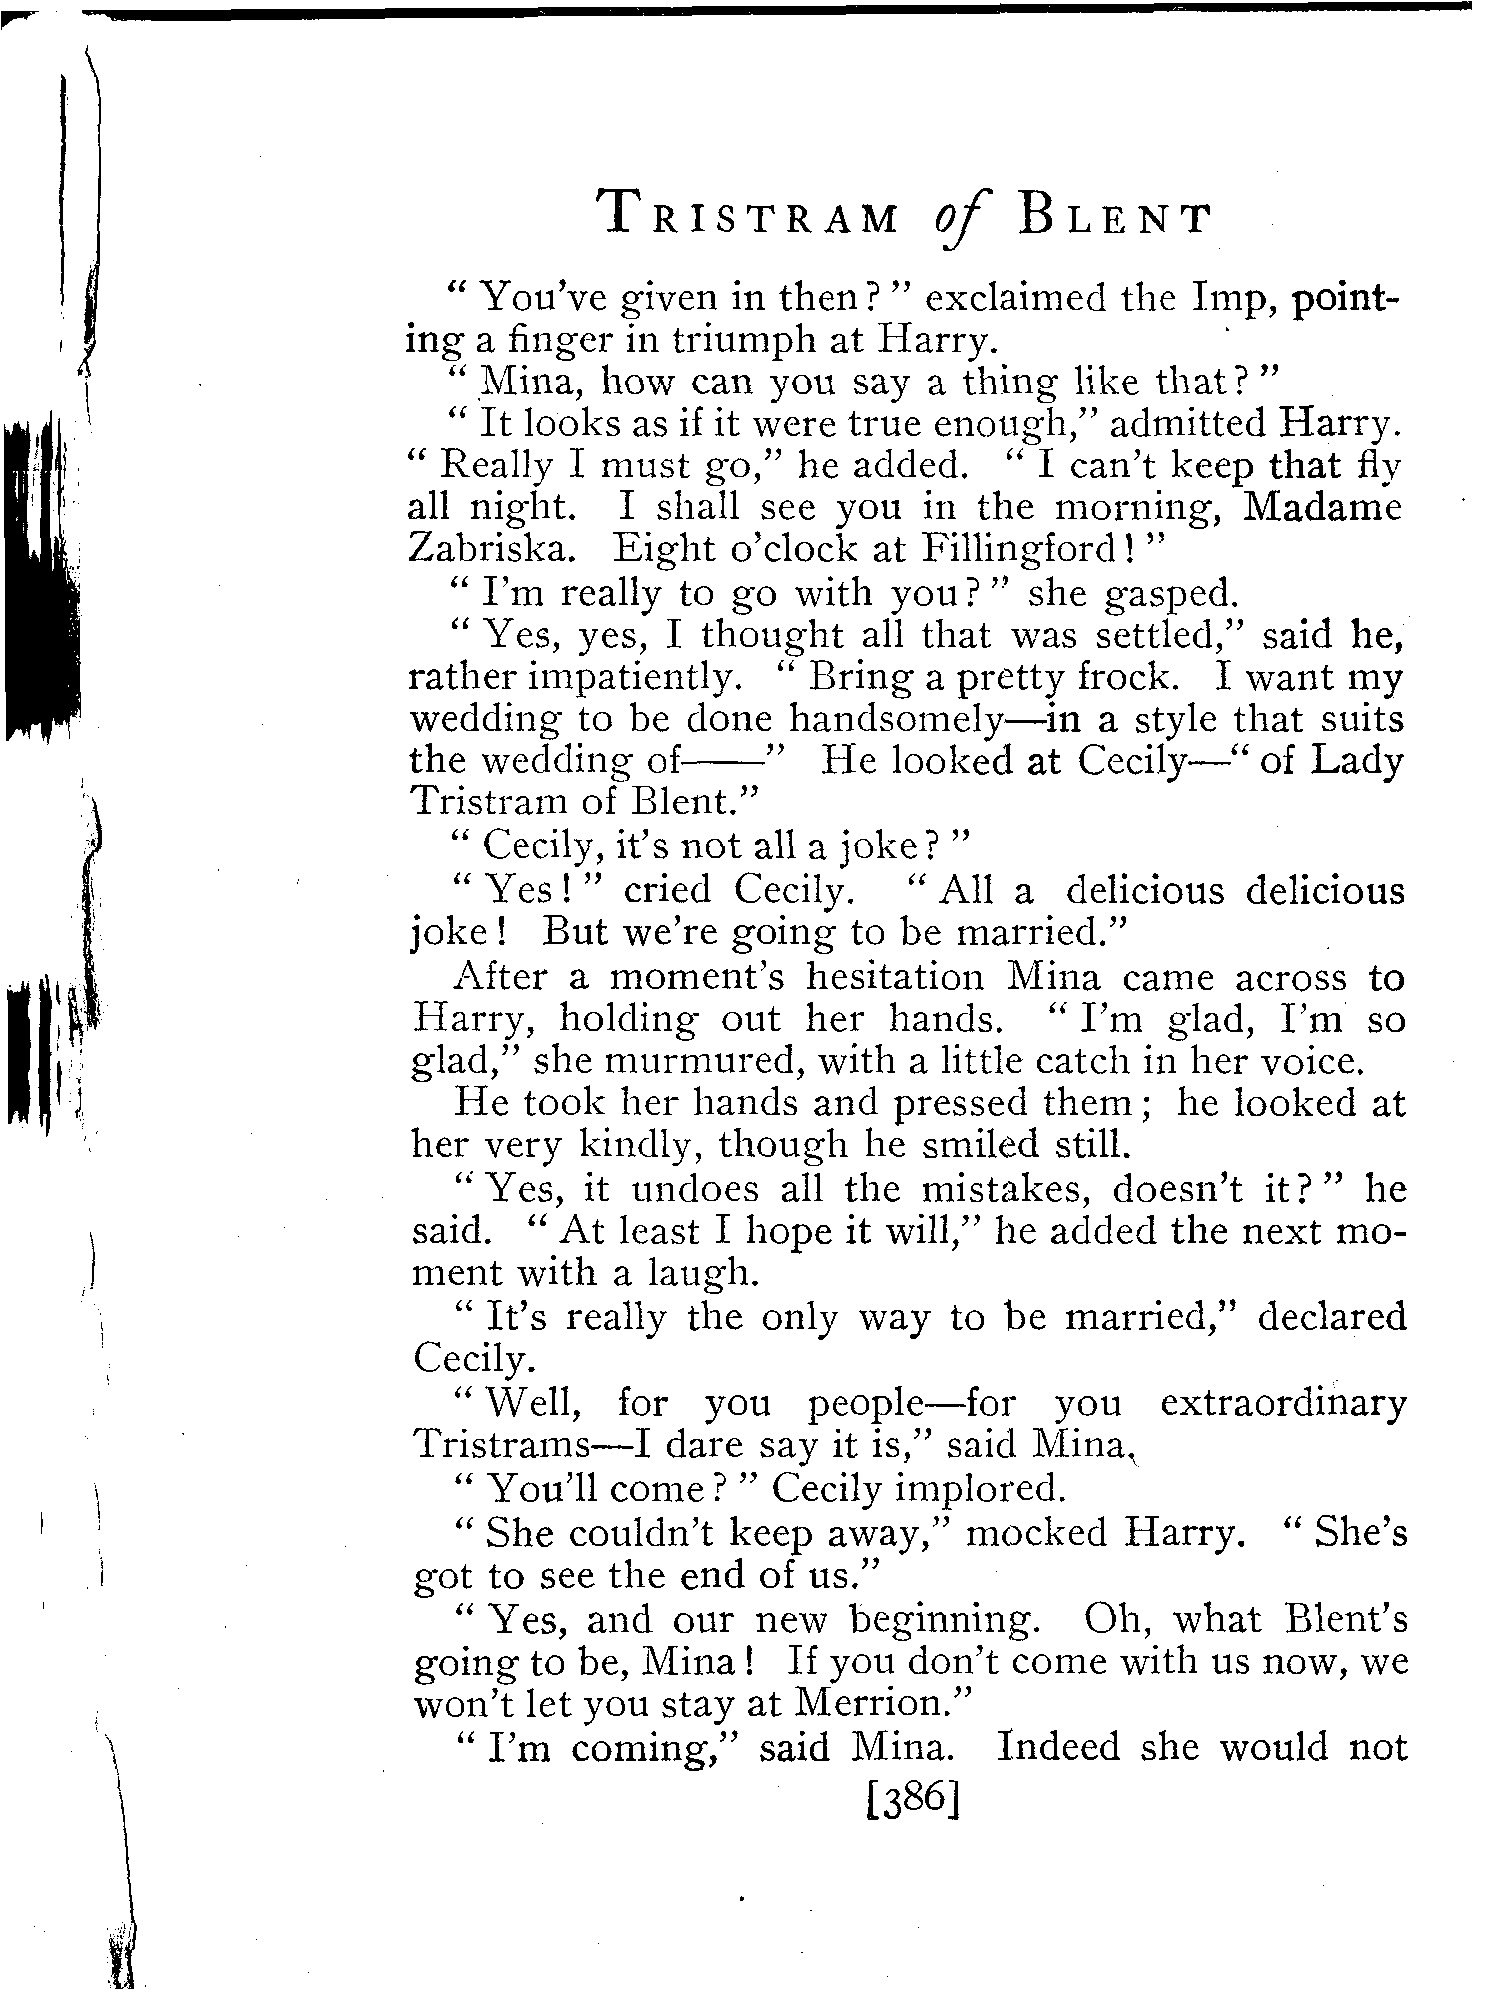 TRISTRAM of BLENT
" You've given in then? " exclaimed the Imp, point-
ing a finger in triumph at Harry.
" Mina, how can you say a thing like that? "
" It looks as if it were true enough," admitted Harry.
" Really I must go," he added. " I can't keep that fly
all night. I shall see you in the morning, Madame
Zabriska. Eight o'clock at Fillingford! "
" I'm really to go with you? " she gasped.
" Yes, yes, I thought all that was settled," said he,
rather impatiently. " Bring a pretty frock. I want my
wedding to be done handsomely—in a style that suits
the wedding of——" He looked at Cecily—" of Lady
Tristram of Blent."
" Cecily, it's not all a joke? "
" Yes! " cried Cecily. " All a delicious delicious
joke! But we're going to be married."
After a moment's hesitation Mina came across to
Harry, holding out her hands. " I'm glad, I'm so
glad," she murmured, with a little catch in her voice.
He took her hands and pressed them; he looked at
her very kindly, though he smiled still.
" Yes, it undoes all the mistakes, doesn't it? " he
said. " At least I hope it will," he added the next mo-
ment with a laugh.
" It's really the only way to be married," declared
Cecily.
" Well, for you people—for you extraordinary
Tristrams—I dare say it is," said Mina.
" You'll come? " Cecily implored.
" She couldn't keep away," mocked Harry. " She's
got to see the end of us."
" Yes, and our new beginning. Oh, what Blent's
going to be, Mina! If you don't come with us now, we
won't let you stay at Merrion."
" I'm coming," said Mina. Indeed she would not
[386]